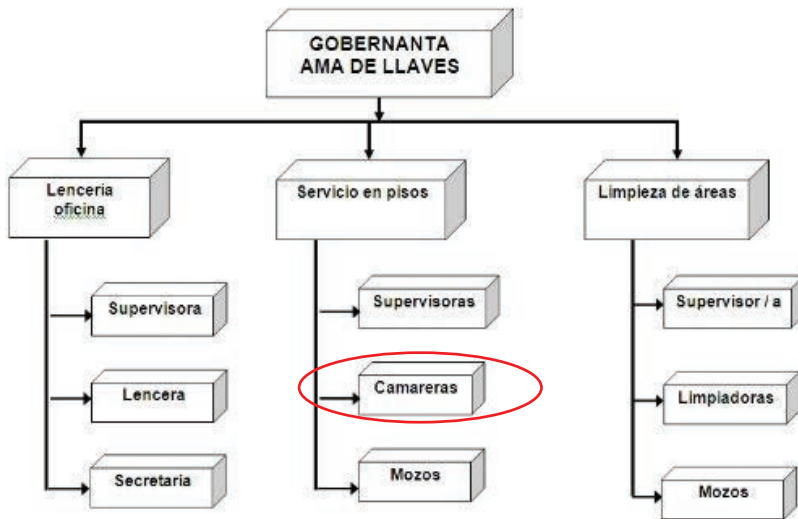 GOBERNANTA
AMA DE LLAVES
Lenceria
oficina
Servicio en pisos
Limpieza de áreas
Supervisora
Supervisoras
Supervisor / a
Lencera
Camareras
Limpiadoras
Secretaria
Mozos
Mozos